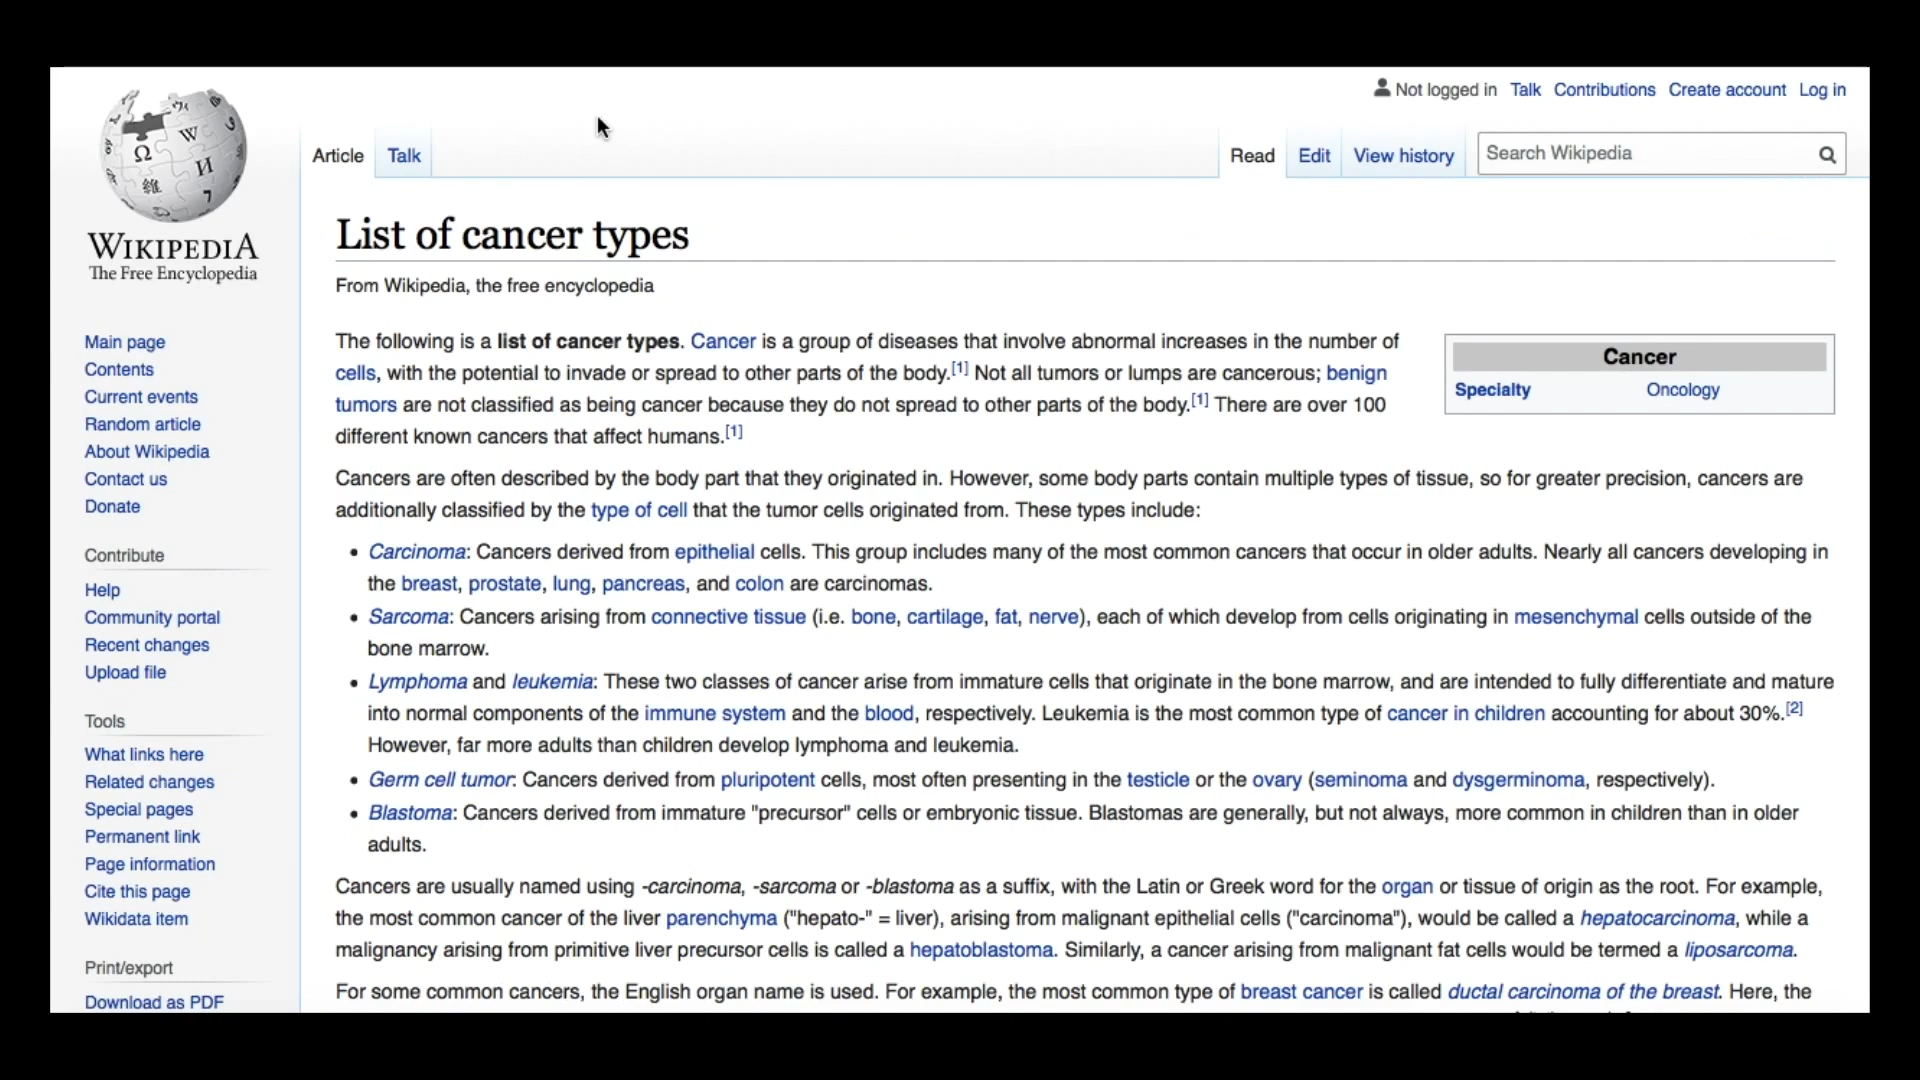 Not logged in Talk Contributions Create account Log in
Article Talk Read Edit View history Search Wikipedia
WIKIPEDIA
The Free Encyclopedia
Main page
Contents
Current events
Random article
About Wikipedia
Contact us
Donate
Contribute
Help
Community portal
Recent changes
Upload file
Tools
What links here
Related changes
Special pages
Permanent link
Page information
Cite this page
Wikidata item
Print/export
Download as PDF
List of cancer types
From Wikipedia, the free encyclopedia
The following is a list of cancer types. Cancer is a group of diseases that involve abnormal increases in the number of
cells, with the potential to invade or spread to other parts of the body.[1] Not all tumors or lumps are cancerous; benign
tumors are not classified as being cancer because they do not spread to other parts of the body.[1] There are over 100
different known cancers that affect humans.[1]
Cancer
Specialty Oncology
Cancers are often described by the body part that they originated in. However, some body parts contain multiple types of tissue, so for greater precision, cancers are
additionally classified by the type of cell that the tumor cells originated from. These types include:
• Carcinoma: Cancers derived from epithelial cells. This group includes many of the most common cancers that occur in older adults. Nearly all cancers developing in
the breast, prostate, lung, pancreas, and colon are carcinomas.
• Sarcoma: Cancers arising from connective tissue (i.e. bone, cartilage, fat, nerve), each of which develop from cells originating in mesenchymal cells outside of the
bone marrow.
• Lymphoma and leukemia: These two classes of cancer arise from immature cells that originate in the bone marrow, and are intended to fully differentiate and mature
into normal components of the immune system and the blood, respectively. Leukemia is the most common type of cancer in children accounting for about 30%.[2]
However, far more adults than children develop lymphoma and leukemia.
• Germ cell tumor: Cancers derived from pluripotent cells, most often presenting in the testicle or the ovary (seminoma and dysgerminoma, respectively).
• Blastoma: Cancers derived from immature "precursor" cells or embryonic tissue. Blastomas are generally, but not always, more common in children than in older
adults.
Cancers are usually named using -carcinoma, -sarcoma or -blastoma as a suffix, with the Latin or Greek word for the organ or tissue of origin as the root. For example,
the most common cancer of the liver parenchyma ("hepato-" = liver), arising from malignant epithelial cells ("carcinoma"), would be called a hepatocarcinoma, while a
malignancy arising from primitive liver precursor cells is called a hepatoblastoma. Similarly, a cancer arising from malignant fat cells would be termed a liposarcoma.
For some common cancers, the English organ name is used. For example, the most common type of breast cancer is called ductal carcinoma of the breast. Here, the